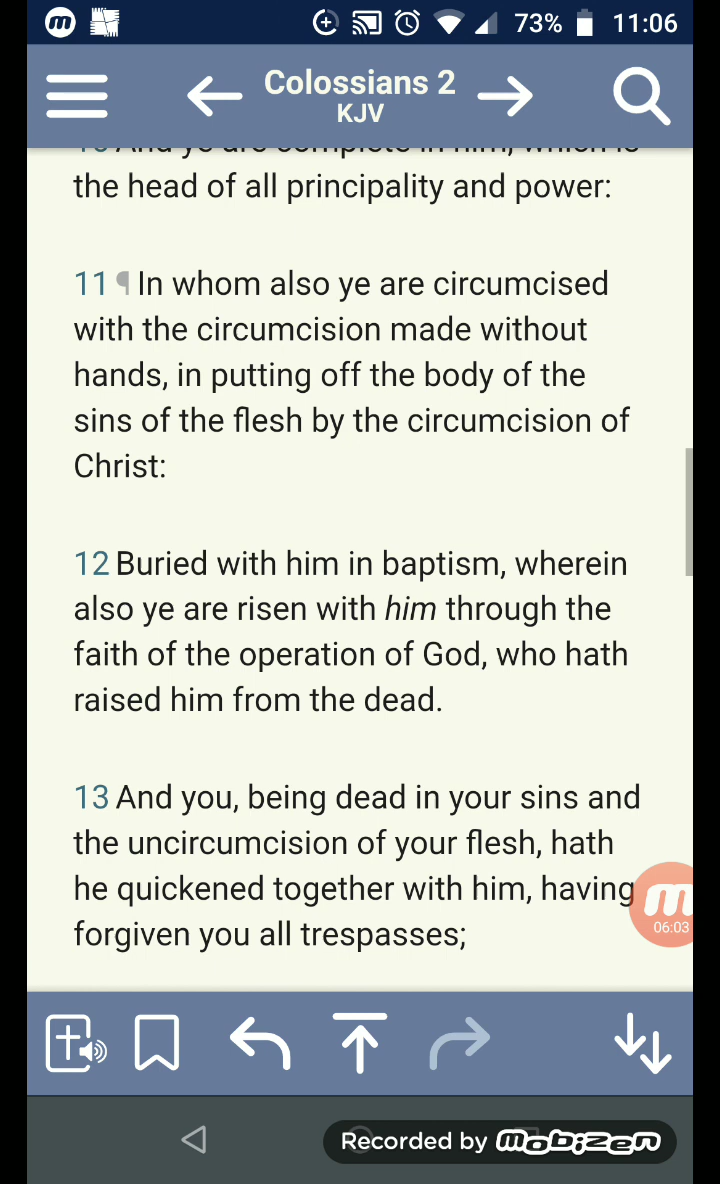 73% 11:06
Colossians 2
KJV
the head of all principality and power:
11 ¶ In whom also ye are circumcised
with the circumcision made without
hands, in putting off the body of the
sins of the flesh by the circumcision of
Christ:
12 Buried with him in baptism, wherein
also ye are risen with him through the
faith of the operation of God, who hath
raised him from the dead.
13 And you, being dead in your sins and
the uncircumcision of your flesh, hath
he quickened together with him, having
forgiven you all trespasses;
06:03
Recorded by mobizen